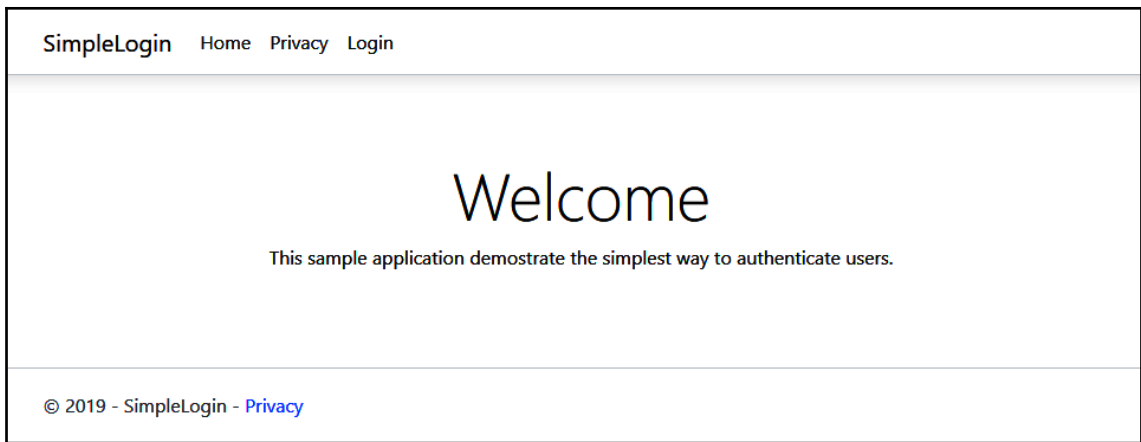 SimpleLogin Home Privacy Login
Welcome
This sample application demostrate the simplest way to authenticate users.
© 2019 - SimpleLogin - Privacy